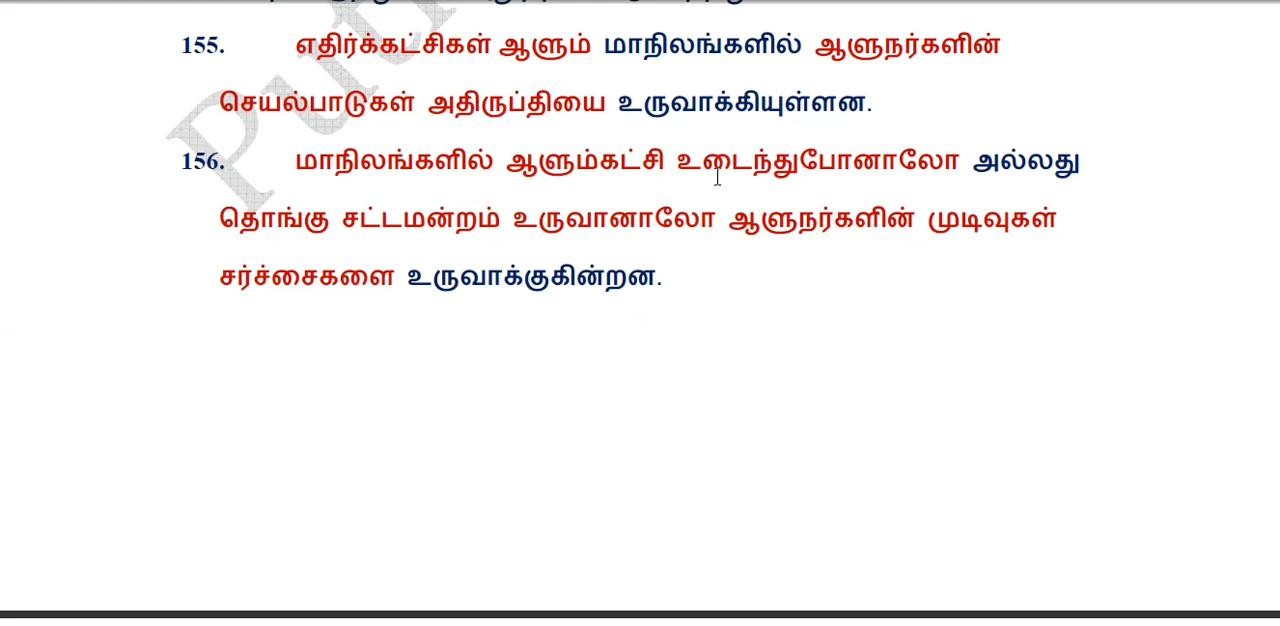 155. எதிர்க்கட்சிகள் ஆளும் மாநிலங்களில் ஆளுநர்களின்
செயல்பாடுகள் அதிருப்தியை உருவாக்கியுள்ளன.
156. மாநிலங்களில் ஆளும்கட்சி உடைந்துபோனாலோ அல்லது
தொங்கு சட்டமன்றம் உருவானாலோ ஆளுநர்களின் முடிவுகள்
சர்ச்சைகளை உருவாக்குகின்றன.